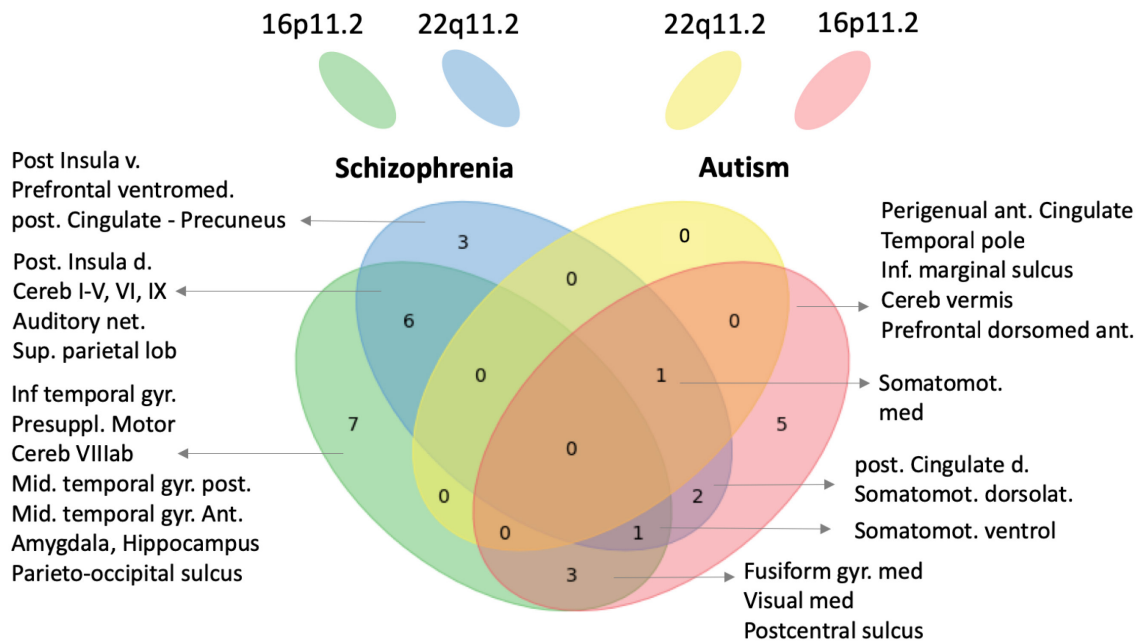 16p11.2
22q11.2
22q11.2
16p11.2
Schizophrenia
Autism
Post Insula v.
Prefrontal ventromed.
post. Cingulate - Precuneus
Post. Insula d.
Cereb I-V, VI, IX
Auditory net.
Sup. parietal lob
Inf temporal gyr.
Presuppl. Motor
Cereb VIIIab
Mid. temporal gyr. post.
Mid. temporal gyr. Ant.
Amygdala, Hippocampus
Parieto-occipital sulcus
3
0
0
6
0
0
1
7
5
0
0
2
0
1
3
Perigenual ant. Cingulate
Temporal pole
Inf. marginal sulcus
Cereb vermis
Prefrontal dorsomed ant.
Somatomot.
med
post. Cingulate d.
Somatomot. dorsolat.
Somatomot. ventrol
Fusiform gyr. med
Visual med
Postcentral sulcus